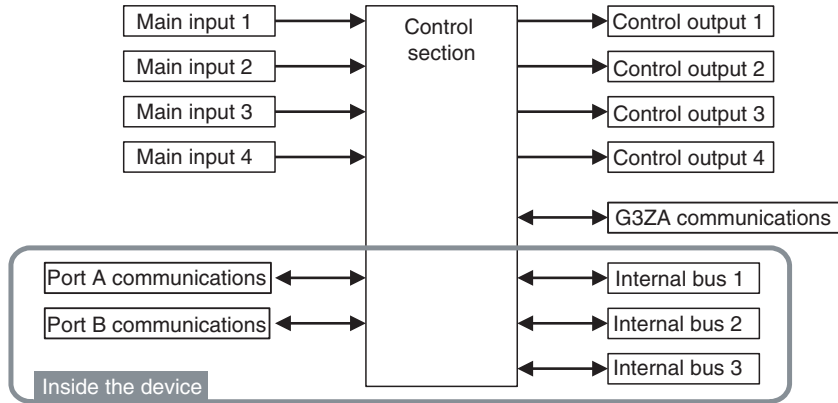 Main input 1
Control section
Control output 1
Main input 2
Control output 2
Main input 3
Control output 3
Main input 4
Control output 4
G3ZA communications
Port A communications
Internal bus 1
Port B communications
Internal bus 2
Internal bus 3
Inside the device